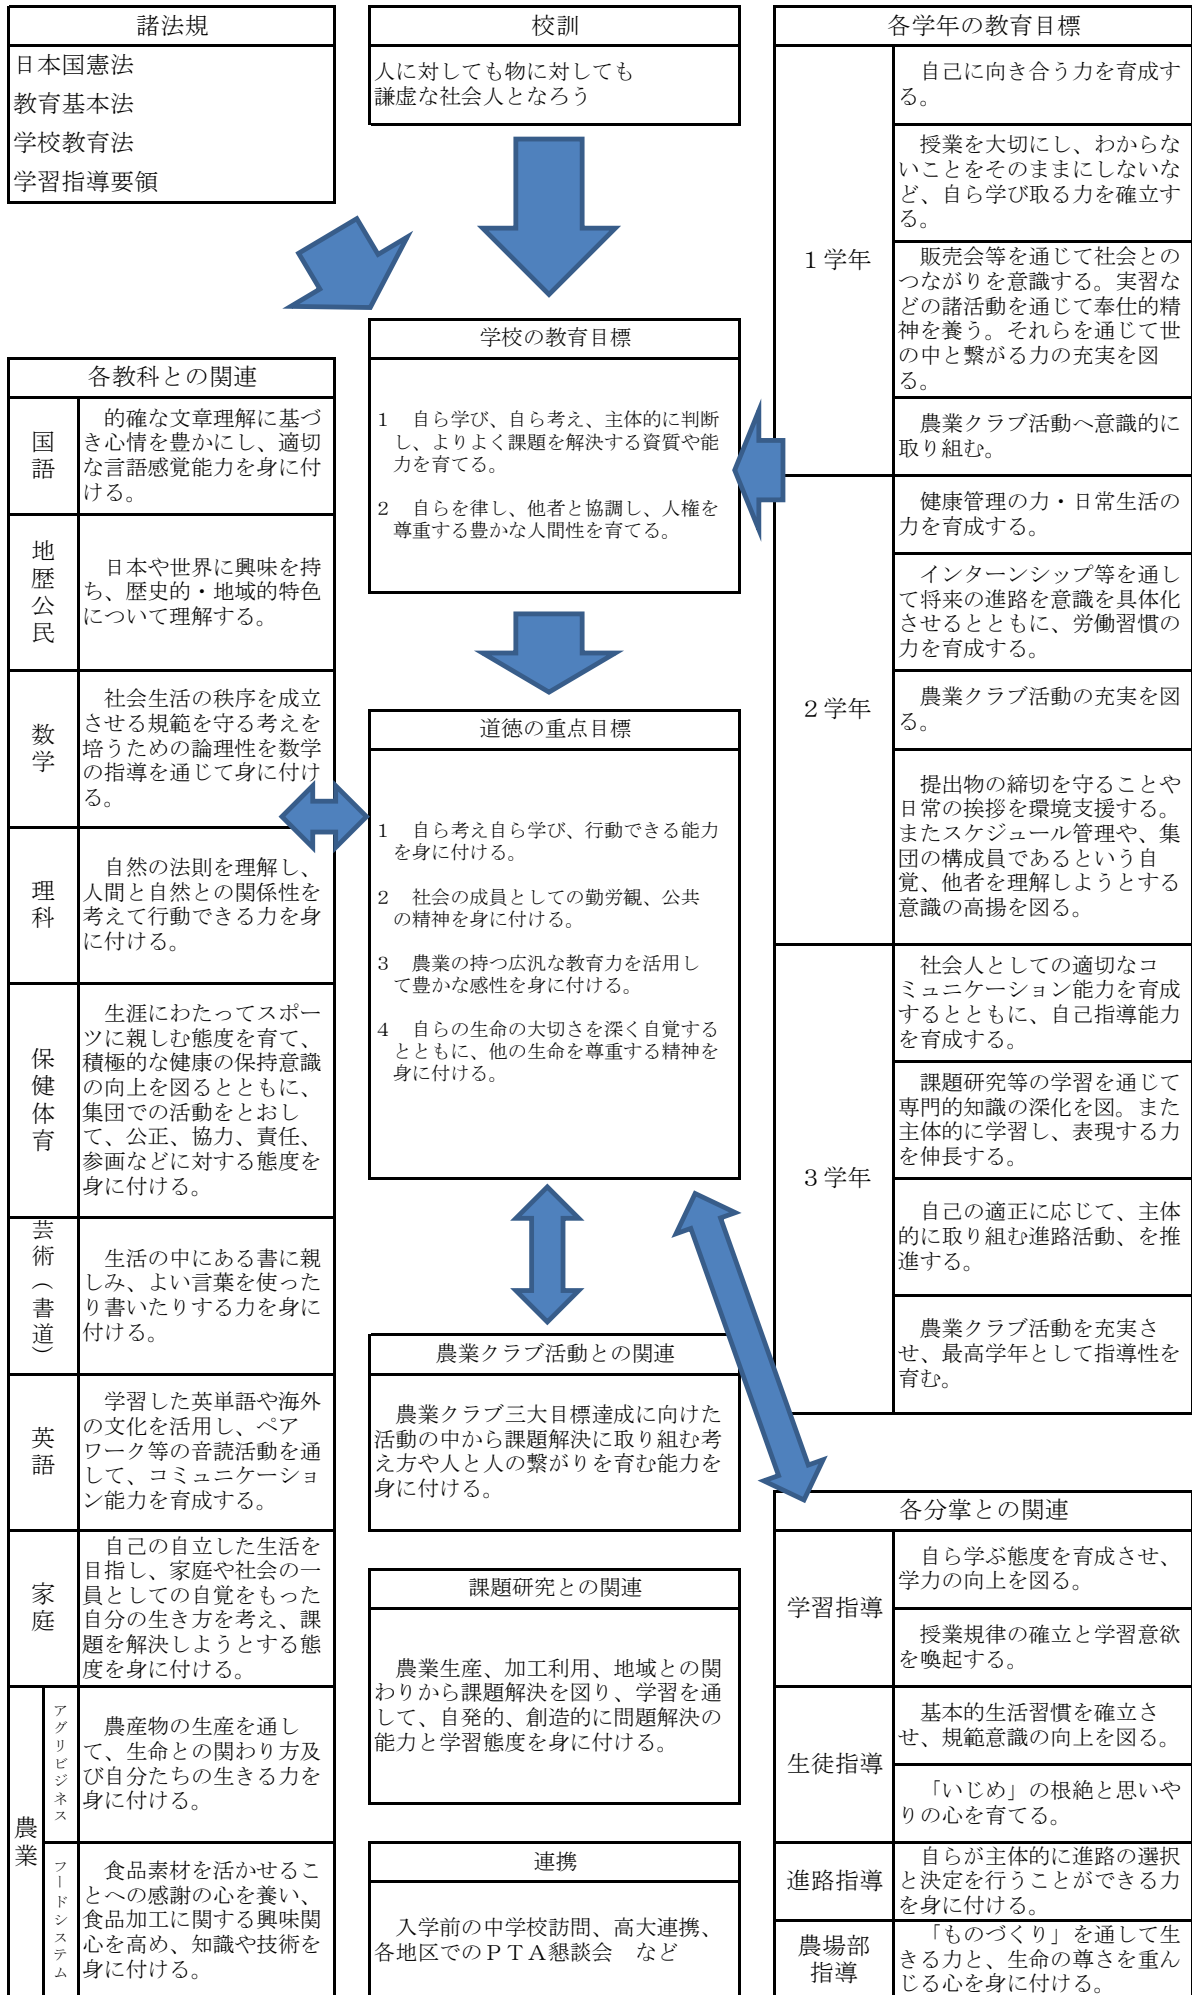 諸法規
日本国憲法
教育基本法
学校教育法
学習指導要領
校訓
人に対しても物に対しても
謙虚な社会人となろう
学校の教育目標
1　自ら学び、自ら考え、主体的に判断
し、よりよく課題を解決する資質や能
力を育てる。
2　自らを律し、他者と協調し、人権を
尊重する豊かな人間性を育てる。
道徳の重点目標
1　自ら考え自ら学び、行動できる能力
を身に付ける。
2　社会の成員としての勤労観、公共
の精神を身に付ける。
3　農業の持つ広汎な教育力を活用し
て豊かな感性を身に付ける。
4　自らの生命の大切さを深く自覚する
とともに、他の生命を尊重する精神を
身に付ける。
農業クラブ活動との関連
農業クラブ三大目標達成に向けた
活動の中から課題解決に取り組む考
え方や人と人の繋がりを育む能力を
身に付ける。
課題研究との関連
農業生産、加工利用、地域との関
わりから課題解決を図り、学習を通
して、自発的、創造的に問題解決の
能力と学習態度を身に付ける。
連携
入学前の中学校訪問、高大連携、
各地区でのＰＴＡ懇談会　など
各教科との関連
国語
的確な文章理解に基づ
き心情を豊かにし、適切
な言語感覚能力を身に付
ける。
地歴公民
日本や世界に興味を持
ち、歴史的・地域的特色
について理解する。
数学
社会生活の秩序を成立
させる規範を守る考えを
培うための論理性を数学
の指導を通じて身に付け
る。
理科
自然の法則を理解し、
人間と自然との関係性を
考えて行動できる力を身
に付ける。
保健体育
生涯にわたってスポー
ツに親しむ態度を育て、
積極的な健康の保持意識
の向上を図るとともに、
集団での活動をとおし
て、公正、協力、責任、
参画などに対する態度を
身に付ける。
芸術（書道）
生活の中にある書に親
しみ、よい言葉を使った
り書いたりする力を身に
付ける。
英語
学習した英単語や海外
の文化を活用し、ペア
ワーク等の音読活動を通
して、コミュニケーショ
ン能力を育成する。
家庭
自己の自立した生活を
目指し、家庭や社会の一
員としての自覚をもった
自分の生き方を考え、課
題を解決しようとする態
度を身に付ける。
農業
アグリビジネス
農産物の生産を通し
て、生命との関わり方及
び自分たちの生きる力を
身に付ける。
フードシステム
食品素材を活かせるこ
とへの感謝の心を養い、
食品加工に関する興味関
心を高め、知識や技術を
身に付ける。
各学年の教育目標
１学年
自己に向き合う力を育成す
る。
授業を大切にし、わからな
いことをそのままにしないな
ど、自ら学び取る力を確立す
る。
販売会等を通じて社会との
つながりを意識する。実習な
どの諸活動を通じて奉仕的精
神を養う。それらを通じて世
の中と繋がる力の充実を図
る。
農業クラブ活動へ意識的に
取り組む。
２学年
健康管理の力・日常生活の
力を育成する。
インターンシップ等を通し
て将来の進路を意識を具体化
させるとともに、労働習慣の
力を育成する。
農業クラブ活動の充実を図
る。
提出物の締切を守ることや
日常の挨拶を環境支援する。
またスケジュール管理や、集
団の構成員であるという自
覚、他者を理解しようとする
意識の高揚を図る。
３学年
社会人としての適切なコ
ミュニケーション能力を育成
するとともに、自己指導能力
を育成する。
課題研究等の学習を通じて
専門的知識の深化を図。また
主体的に学習し、表現する力
を伸長する。
自己の適正に応じて、主体
的に取り組む進路活動、を推
進する。
農業クラブ活動を充実さ
せ、最高学年として指導性を
育む。
各分掌との関連
学習指導
自ら学ぶ態度を育成させ、
学力の向上を図る。
授業規律の確立と学習意欲
を喚起する。
生徒指導
基本的生活習慣を確立さ
せ、規範意識の向上を図る。
「いじめ」の根絶と思いや
りの心を育てる。
進路指導
自らが主体的に進路の選択
と決定を行うことができる力
を身に付ける。
農場部
指導
「ものづくり」を通して生
きる力と、生命の尊さを重ん
じる心を身に付ける。